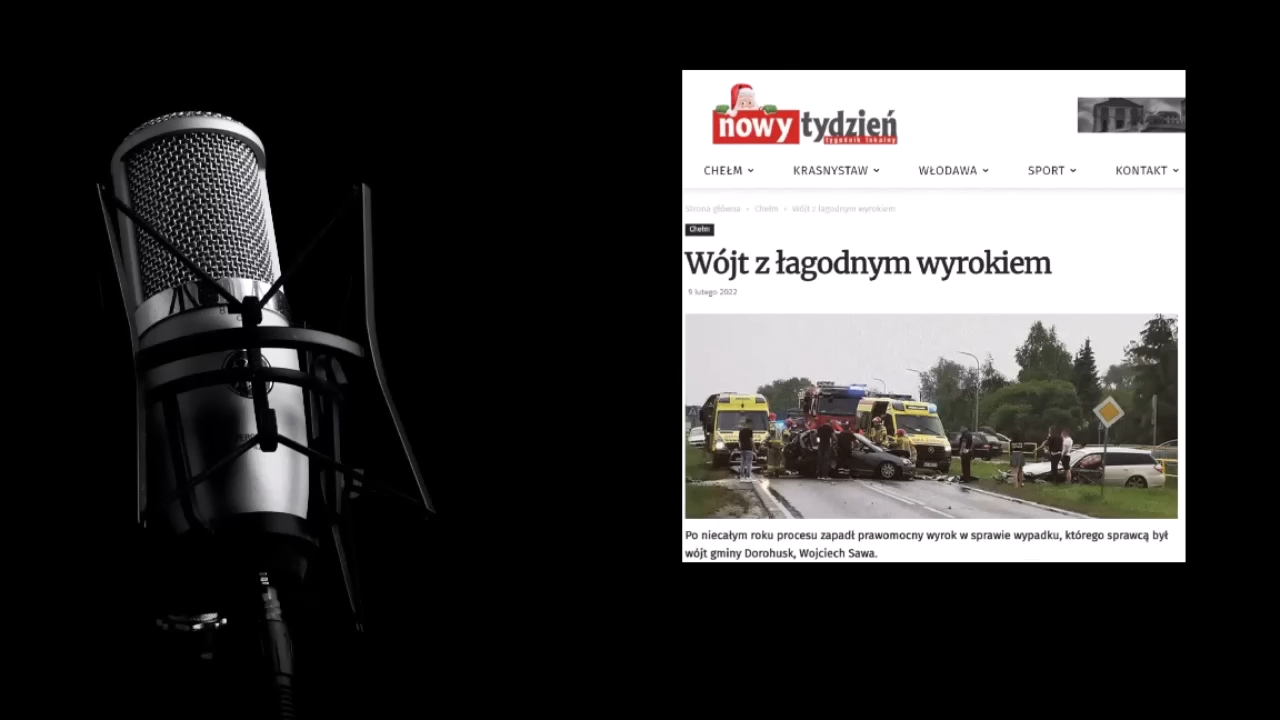 nowy tydzień
tygodnik lokalny
CHEŁM KRASNYSTAW WŁODAWA SPORT KONTAKT
Strona główna Chełm Wójt z łagodnym wyrokiem
Chełm
Wójt z łagodnym wyrokiem
9 lutego 2022
Po niecałym roku procesu zapadł prawomocny wyrok w sprawie wypadku, którego sprawcą był
wójt gminy Dorohusk, Wojciech Sawa.